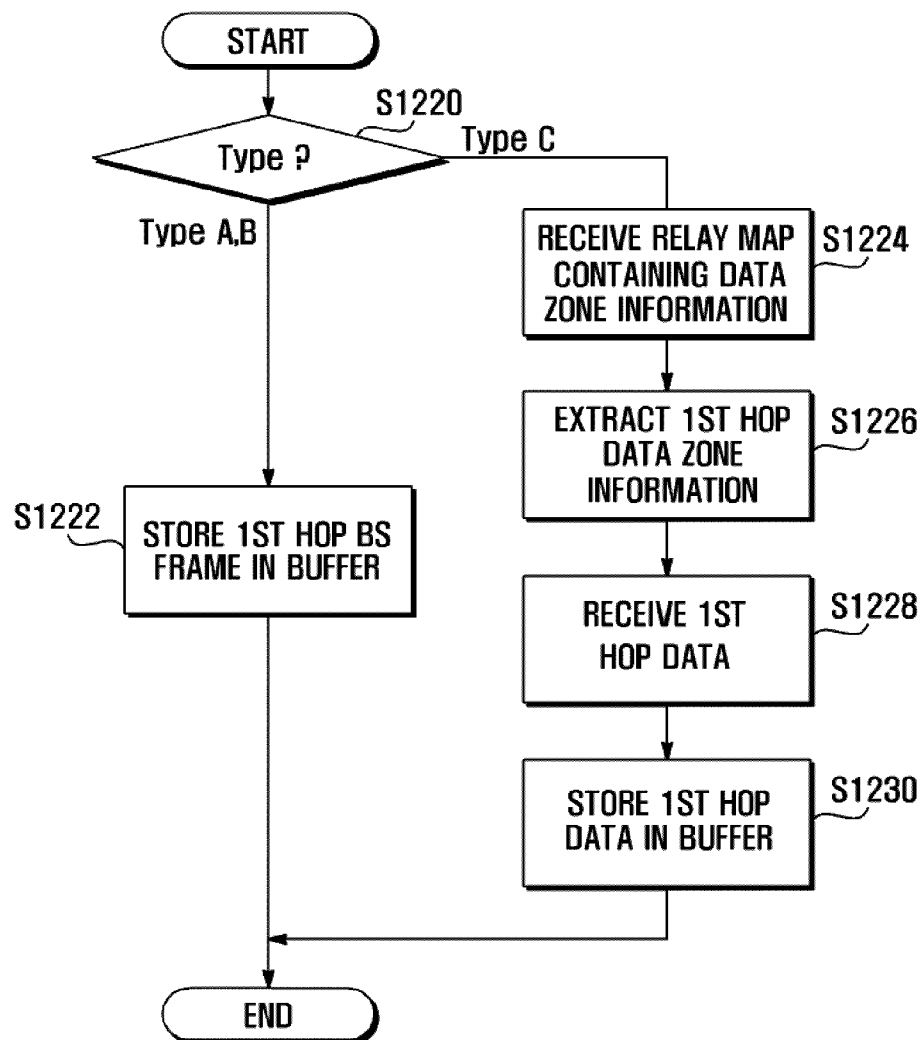 START
S1220
Type ?
Type C
Type A,B
RECEIVE RELAY MAP
CONTAINING DATA
ZONE INFORMATION
S1224
EXTRACT 1ST HOP
DATA ZONE
INFORMATION
S1226
S1222
STORE 1ST HOP BS
FRAME IN BUFFER
RECEIVE 1ST
HOP DATA
S1228
STORE 1ST HOP
DATA IN BUFFER
S1230
END